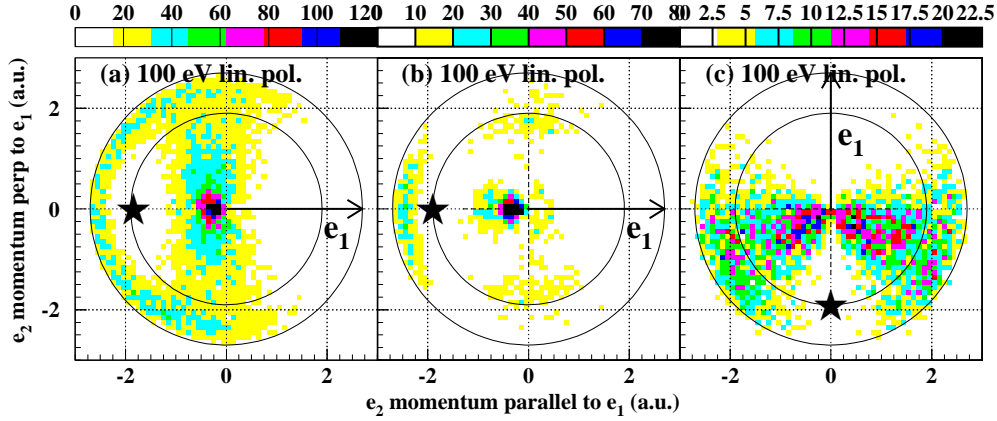 0 20 40 60 80 100 120
0 10 20 30 40 50 60 70 80
0 2.5 5 7.5 10 12.5 15 17.5 20 22.5
(a) 100 eV lin. pol.
(b) 100 eV lin. pol.
(c) 100 eV lin. pol.
e2 momentum perp to e1 (a.u.)
2
0
-2
e1
e1
e1
-2 0 2
-2 0 2
-2 0 2
e2 momentum parallel to e1 (a.u.)